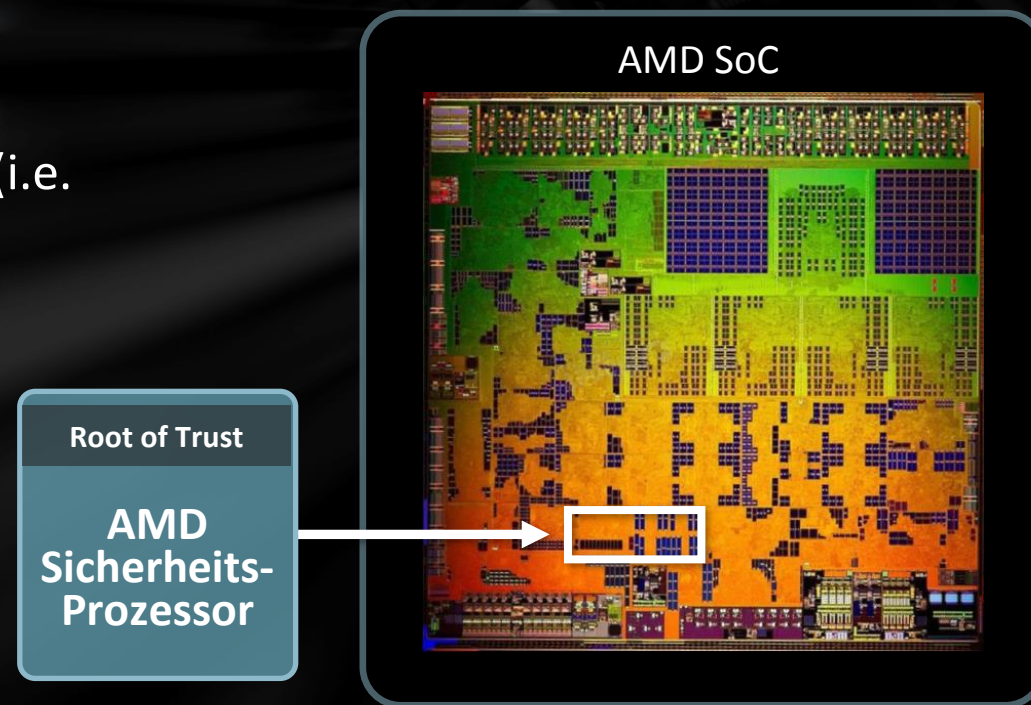 (i.e.
AMD SoC
Root of Trust
AMD
Sicherheits-
Prozessor